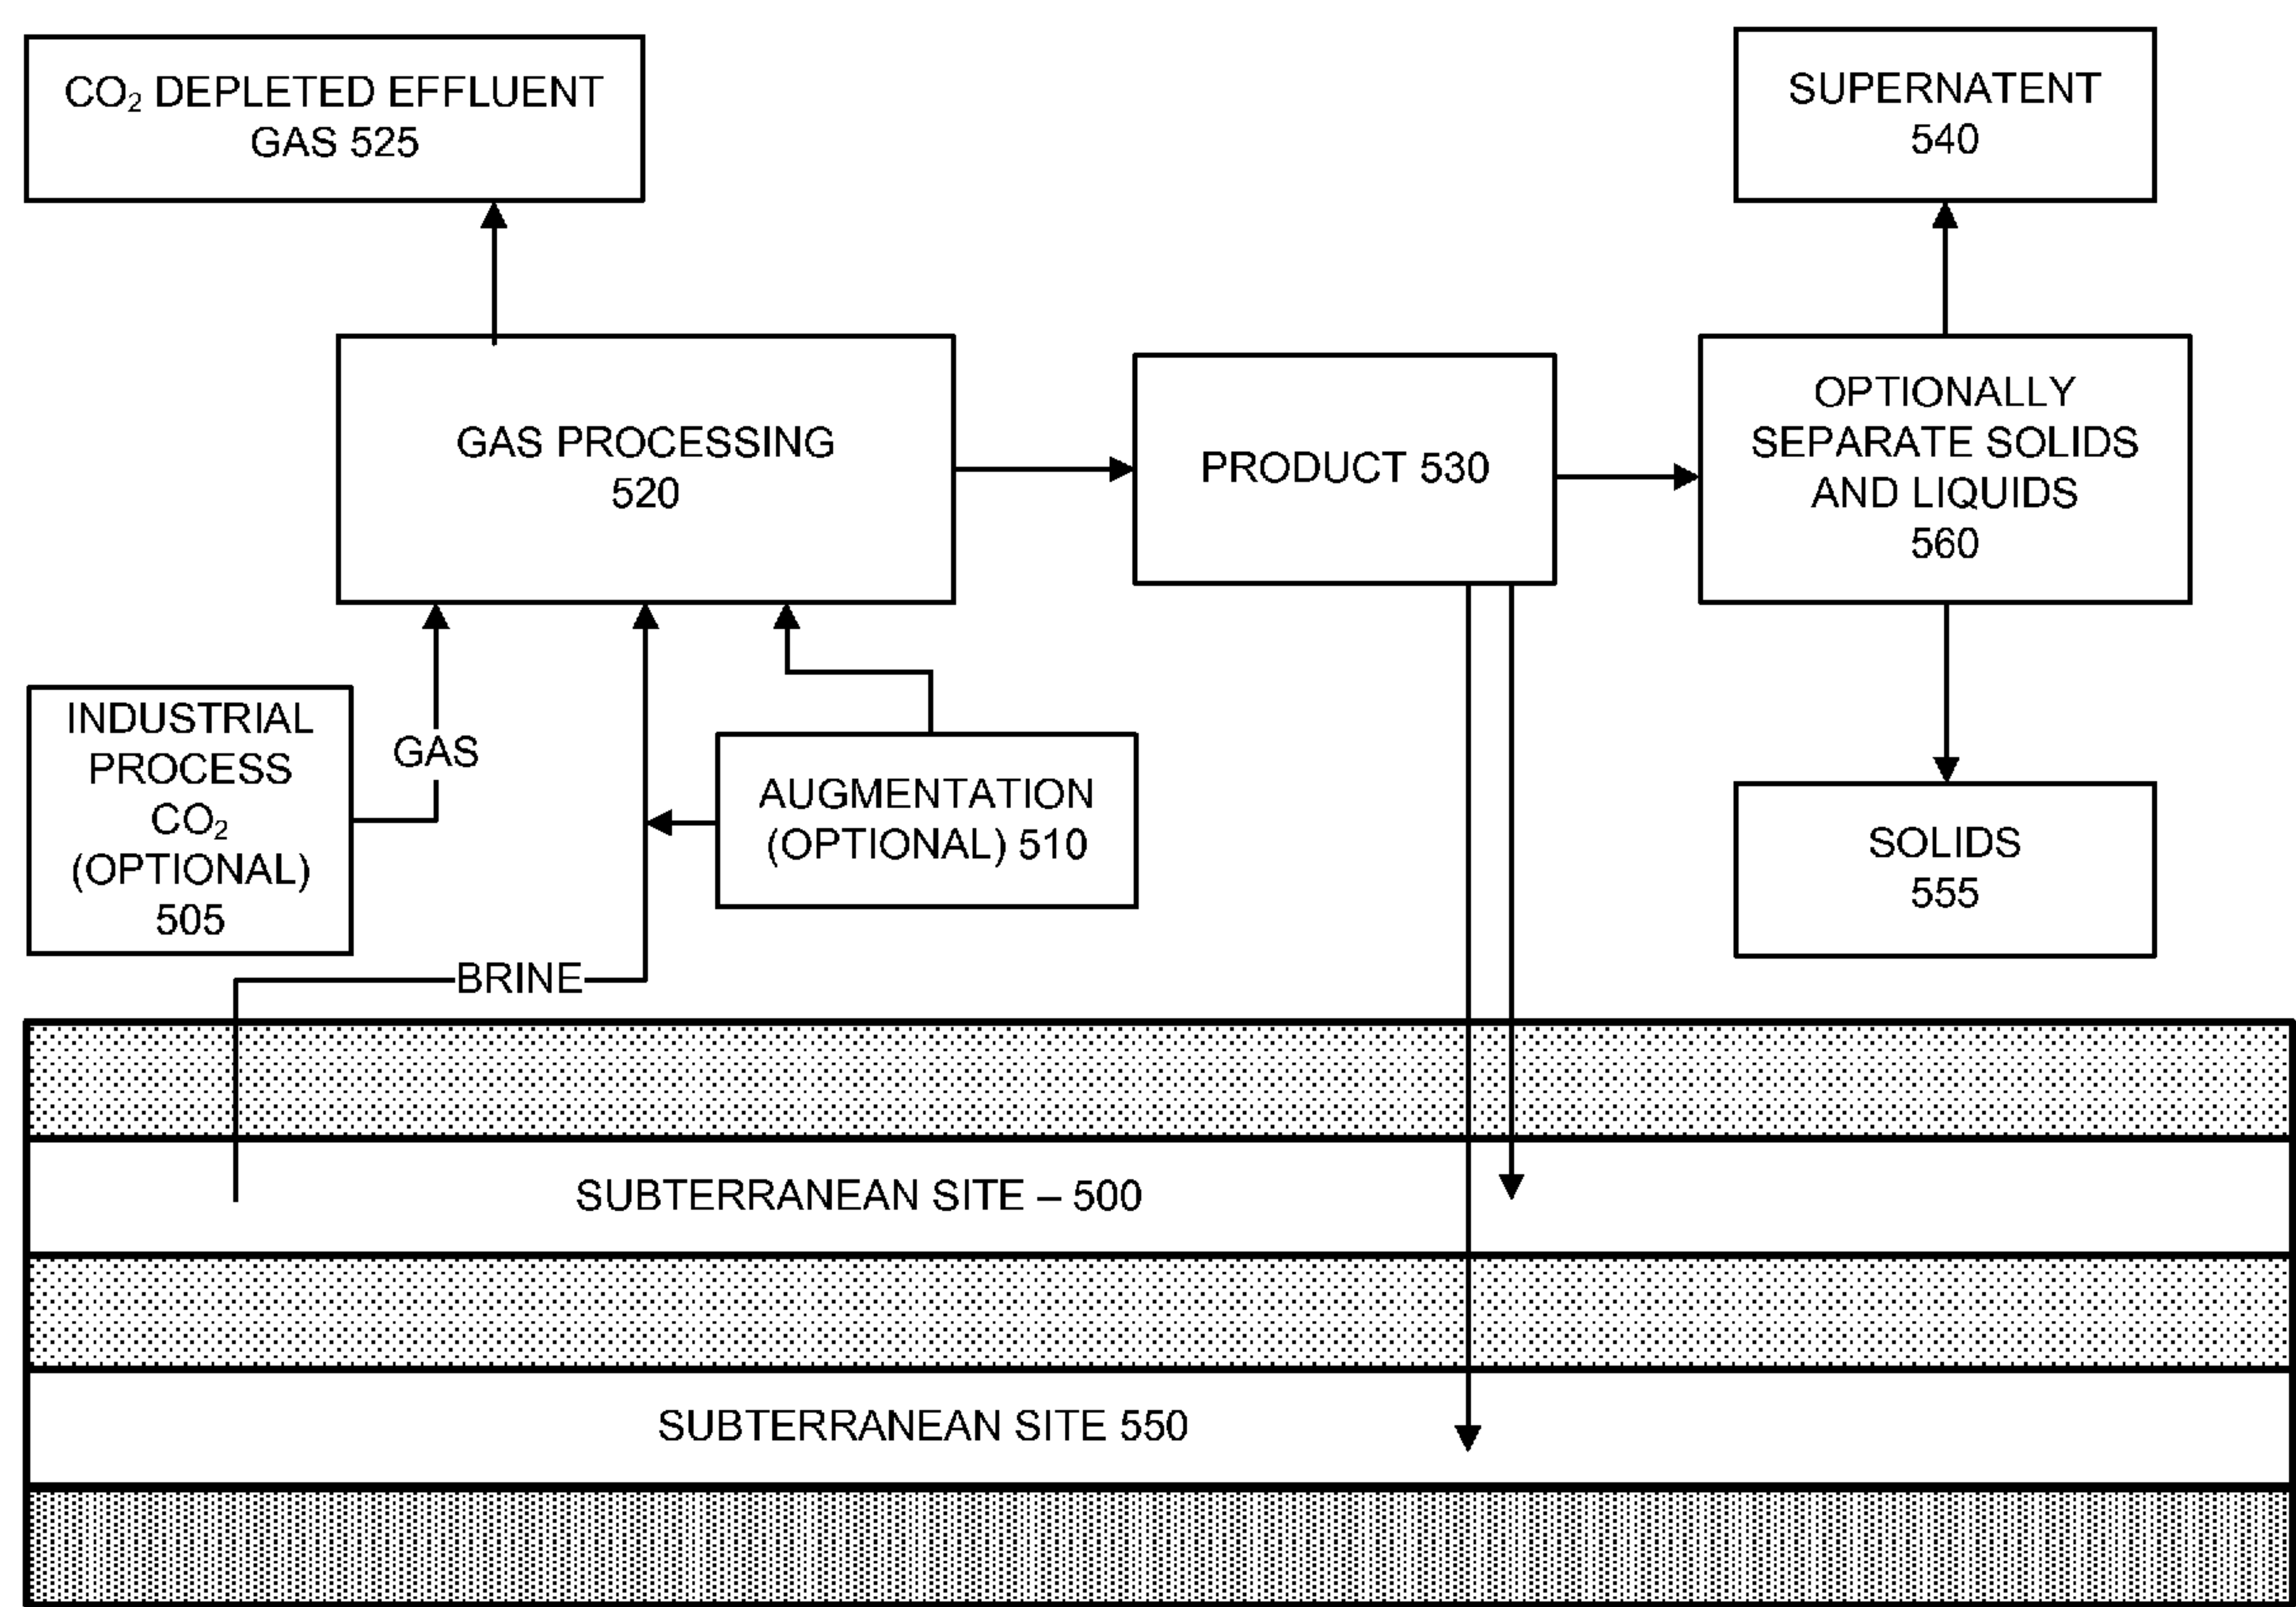 CO₂ DEPLETED EFFLUENT
GAS 525
SUPERNATENT
540
GAS PROCESSING
520
PRODUCT 530
OPTIONALLY
SEPARATE SOLIDS
AND LIQUIDS
560
INDUSTRIAL
PROCESS
CO₂
(OPTIONAL)
505
GAS
AUGMENTATION
(OPTIONAL) 510
SOLIDS
555
BRINE
SUBTERRANEAN SITE – 500
SUBTERRANEAN SITE 550